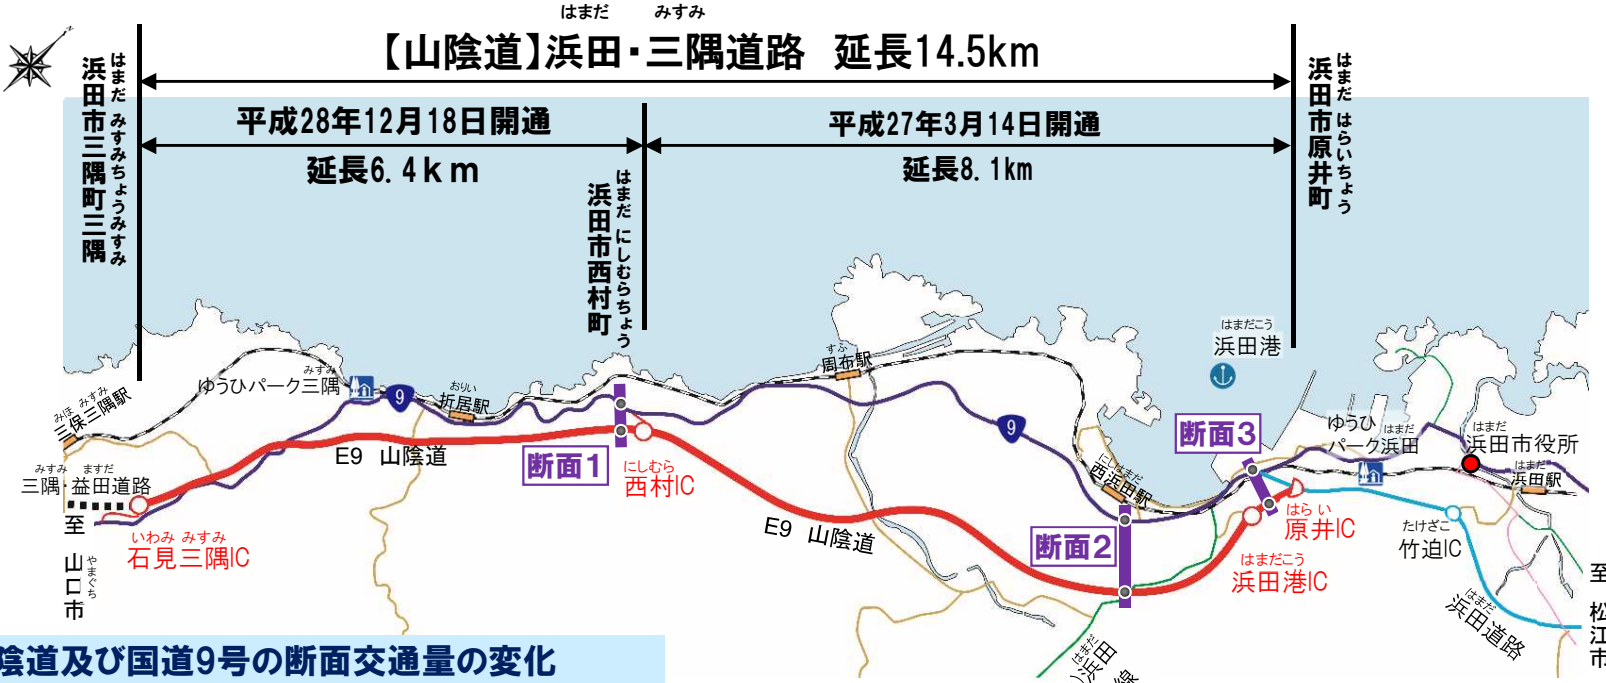 はまだ みすみ
【山陰道】浜田・三隅道路 延長14.5km
はまだ みすみちょうみすみ
浜田市三隅町三隅
はまだ はらいちょう
浜田市原井町
平成28年12月18日開通
延長6.4km
平成27年3月14日開通
延長8.1km
はまだ にしむらちょう
浜田市西村町
はまだこう
浜田港
すふ
周布駅
みすみ
ゆうひパーク三隅
9
おりい
折居駅
みほ みすみ
三保三隅駅
9
断面3
ゆうひ
はまだ
パーク浜田
はまだ
浜田市役所
はまだ
浜田駅
E9 山陰道
断面1
にしむら
西村IC
にしはまだ
西浜田駅
みすみ ますだ
三隅・益田道路
至 山口市
やまぐち
いわみ みすみ
石見三隅IC
E9 山陰道
断面2
はらい
原井IC
はまだこう
浜田港IC
たけざこ
竹迫IC
はまだ
浜田道路
至 松江市
はまだ
浜田
線
陰道及び国道9号の断面交通量の変化